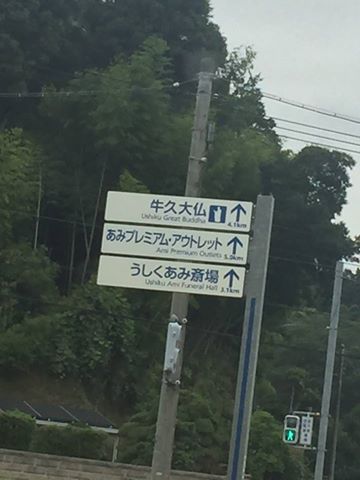 牛久大仏
Ushiku Great Buddha 4.1km
あみプレミアム・アウトレット
Ami Premium Outlets 5.9km
うしくあみ斎場
Ushiku Ami Funeral Hall 3.1km